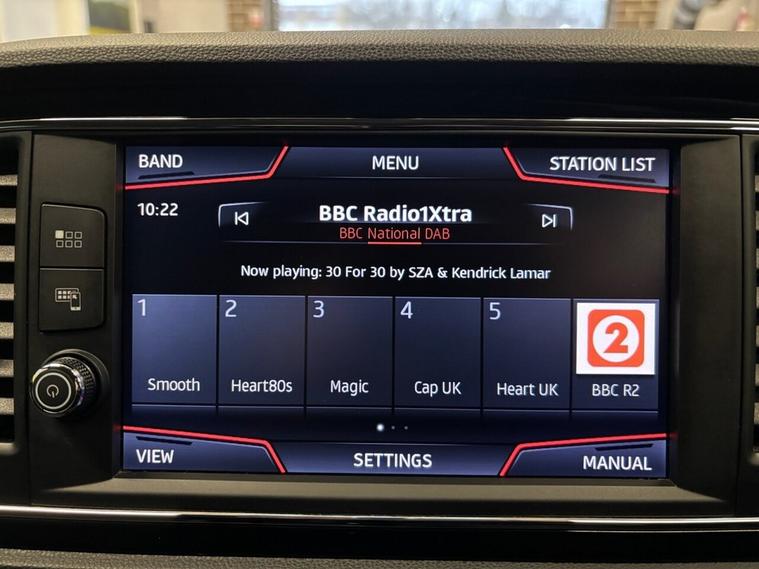 BAND MENU STATION LIST
10:22
BBC Radio1Xtra
BBC National DAB
Now playing: 30 For 30 by SZA & Kendrick Lamar
1 2 3 4 5 2
Smooth Heart80s Magic Cap UK Heart UK BBC R2
VIEW SETTINGS MANUAL